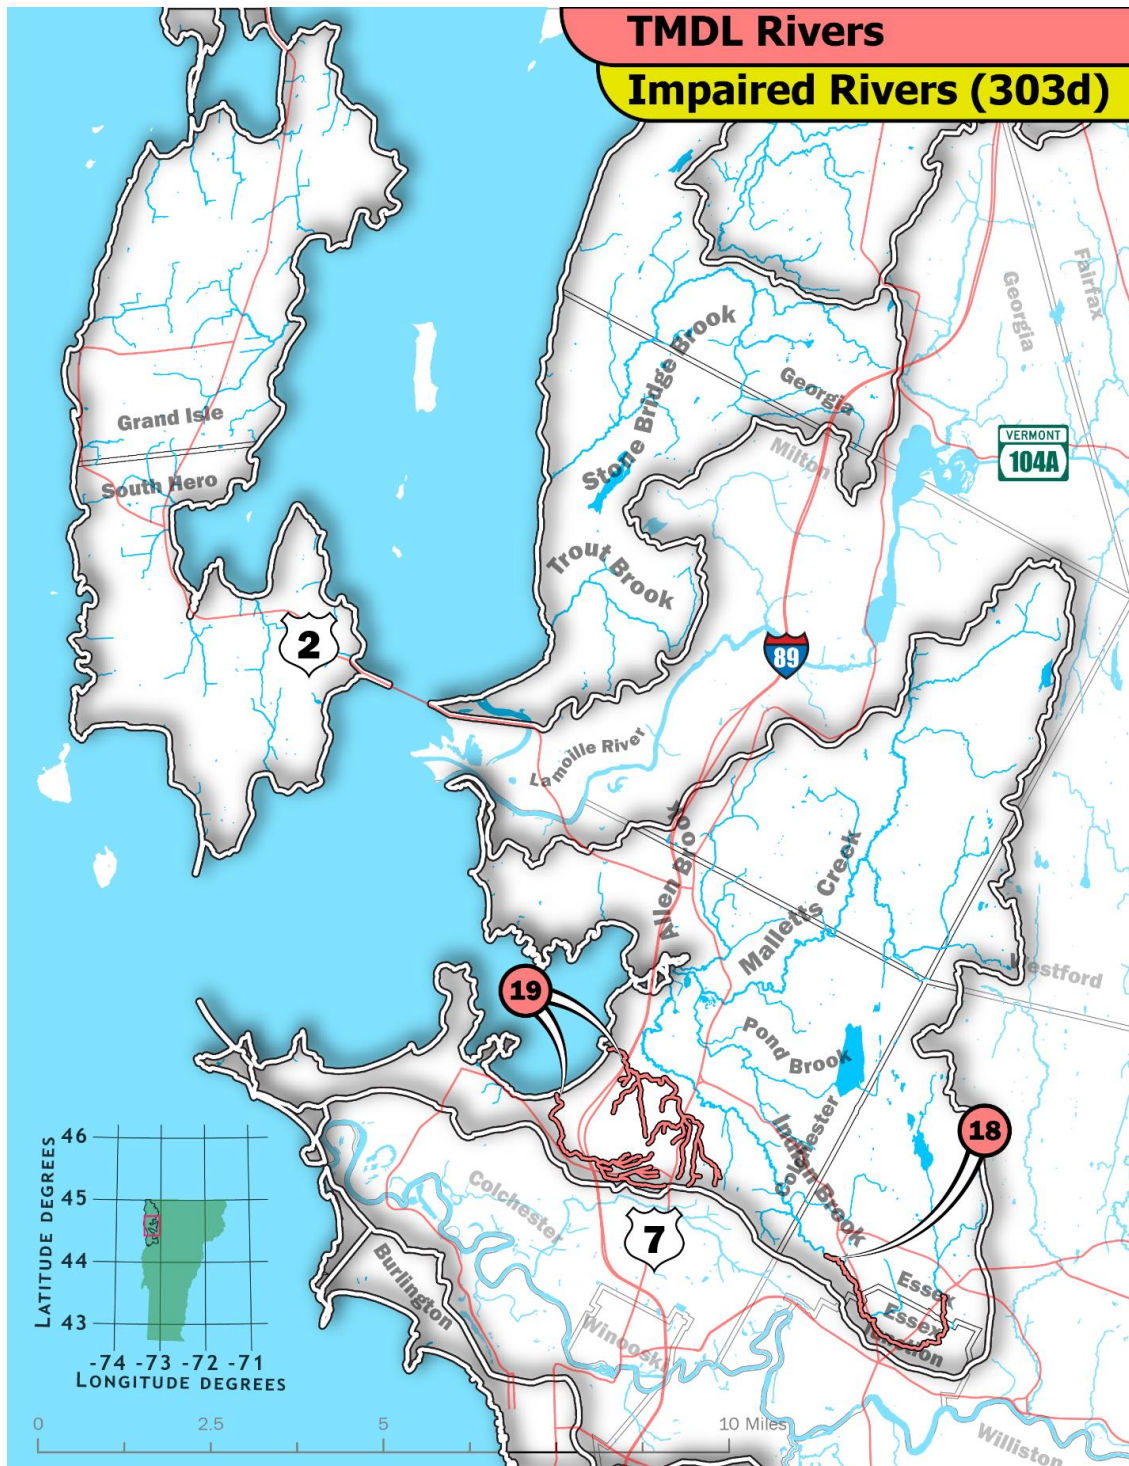 TMDL Rivers
Impaired Rivers (303d)
Fairfax
Georgia
Stone Bridge Brook
Georgia
Grand Isle
Milton
VERMONT
104A
South Hero
Trout Brook
2
89
Lamoille River
Allen Brook
Malletts Creek
Westford
19
Pond Brook
Colchester
Indian Brook
18
Colchester
7
Burlington
Essex
Essex
Junction
Winooski
Williston
LATITUDE DEGREES
46
45
44
43
-74 -73 -72 -71
LONGITUDE DEGREES
0 2.5 5 10 Miles